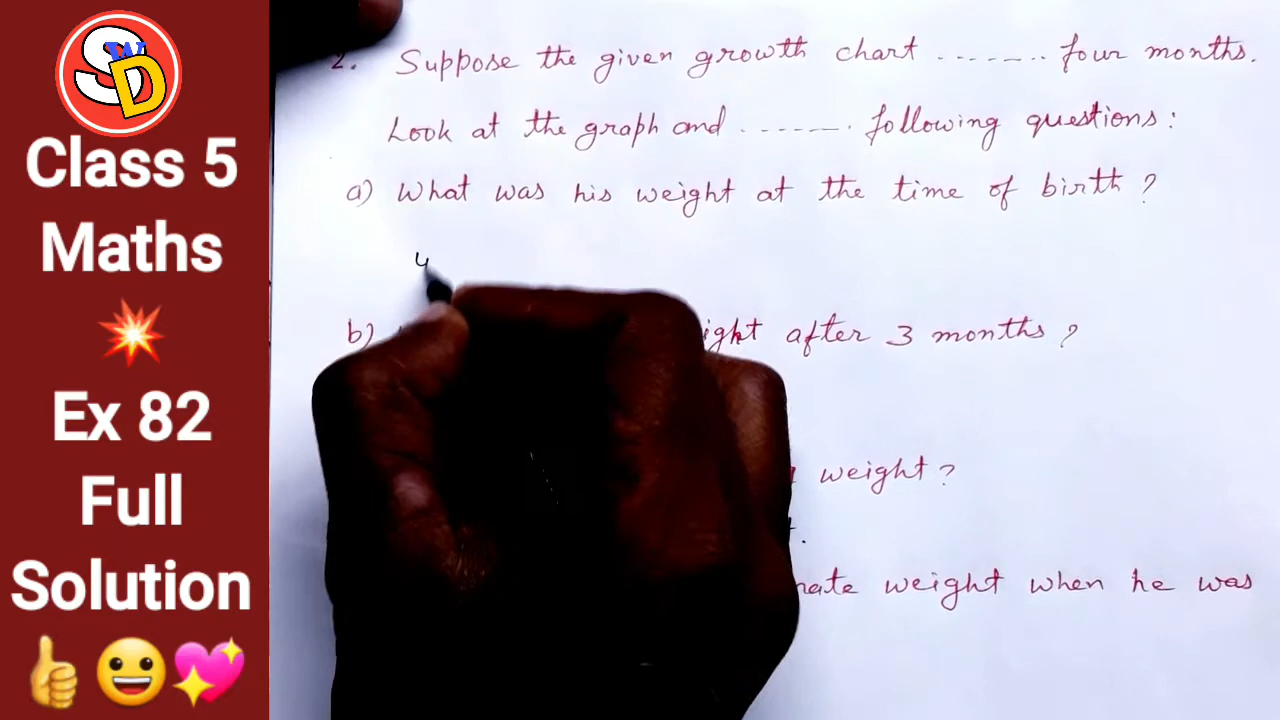 SWD
Class 5
Maths
Ex 82
Full
Solution
2. Suppose the given growth chart ........ four months.
Look at the graph and ........ following questions:
a) What was his weight at the time of birth?
4
b) after 3 months?
weight?
weight when he was